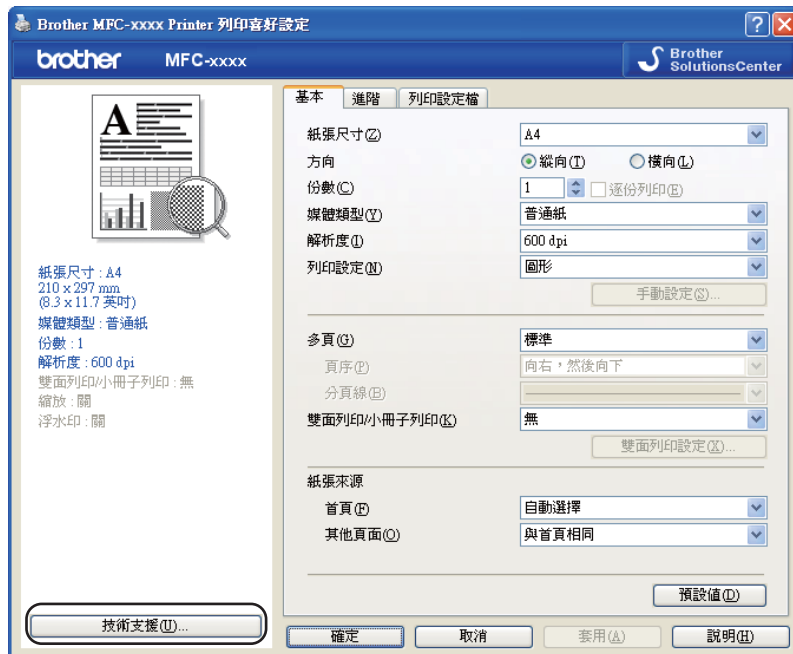 Brother MFC-xxxx Printer 列印喜好設定
brother MFC-xxxx
Brother
SolutionsCenter
A
紙張尺寸 : A4
210 x 297 mm
(8.3 x 11.7 英吋)
媒體類型 : 普通紙
份數 : 1
解析度 : 600 dpi
雙面列印/小冊子列印 : 無
縮放 : 關
浮水印 : 關
技術支援(U)...
基本 進階 列印設定檔
紙張尺寸(Z) A4
方向 縱向(T) 橫向(L)
份數(C) 1 逐份列印(E)
媒體類型(Y) 普通紙
解析度(I) 600 dpi
列印設定(N) 圖形
手動設定(S)...
多頁(G) 標準
頁序(P) 向右，然後向下
分頁線(B)
雙面列印/小冊子列印(K) 無
雙面列印設定(X)...
紙張來源
首頁(F) 自動選擇
其他頁面(O) 與首頁相同
預設值(D)
確定 取消 套用(A) 說明(H)